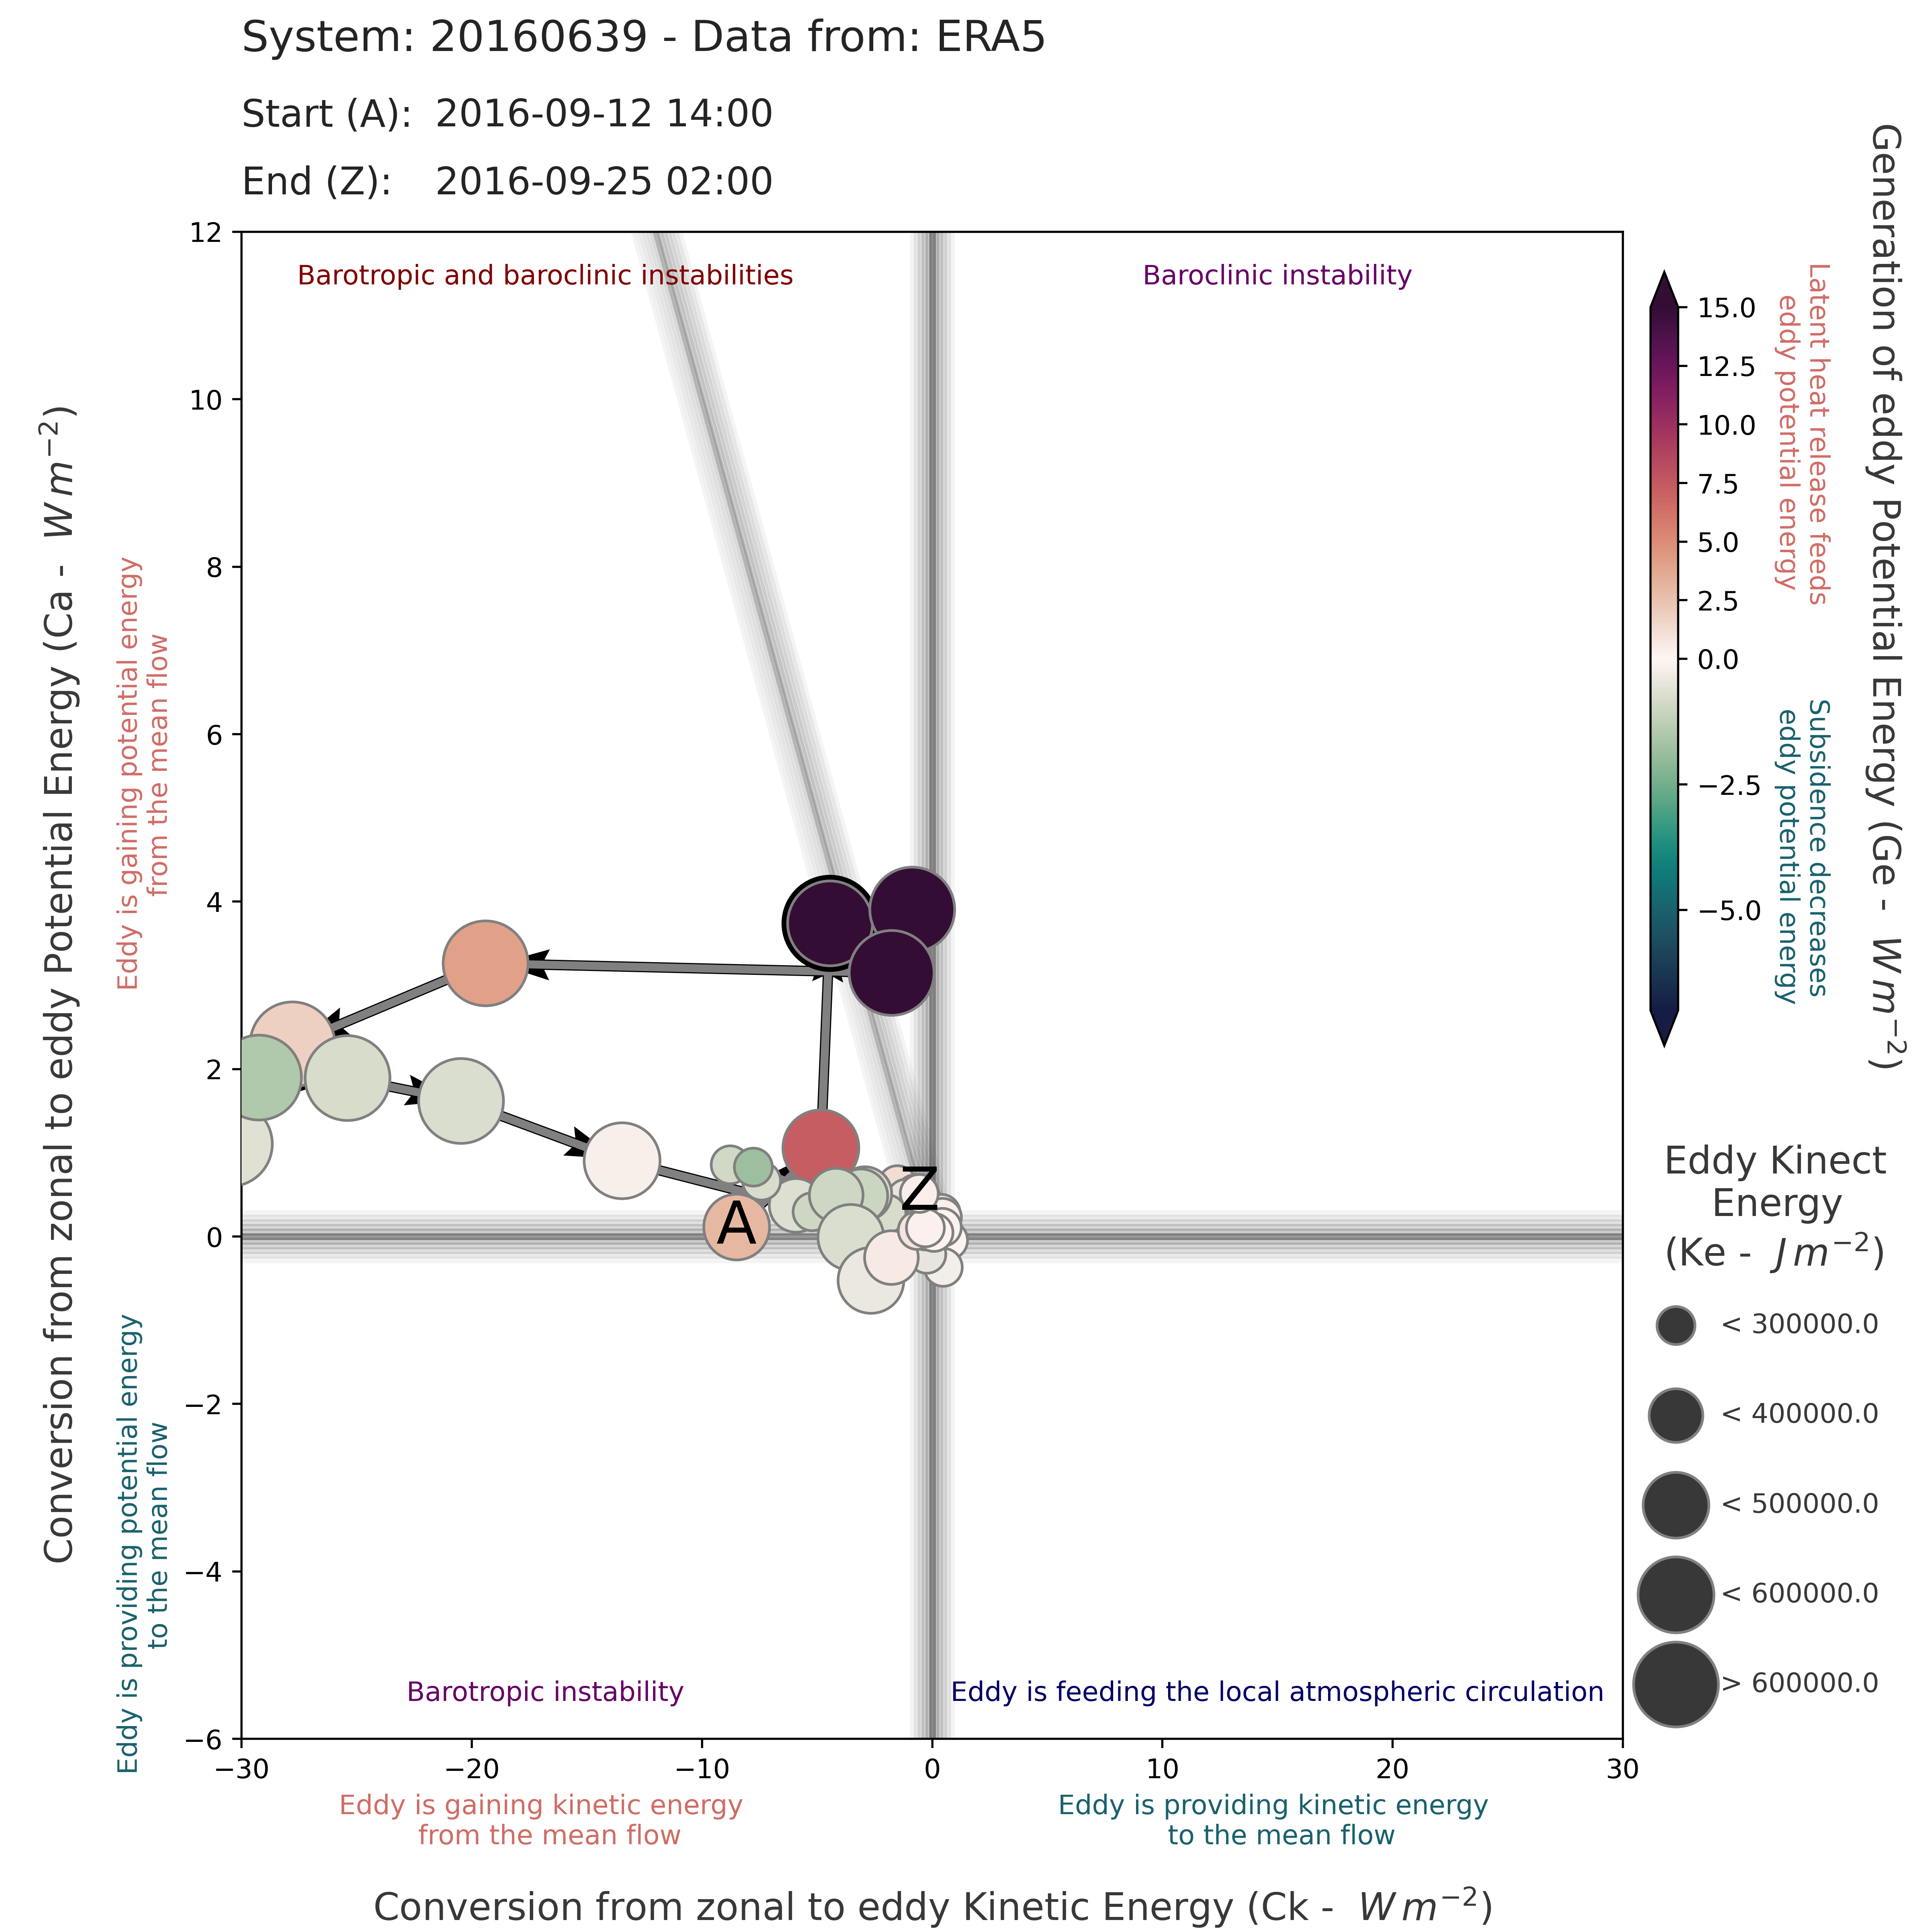 System: 20160639 - Data from: ERA5
Start (A): 2016-09-12 14:00
End (Z): 2016-09-25 02:00
Barotropic and baroclinic instabilities
Baroclinic instability
Barotropic instability
Eddy is feeding the local atmospheric circulation
A
Z
12
10
8
6
4
2
0
−2
−4
−6
−30
−20
−10
0
10
20
30
Conversion from zonal to eddy Potential Energy (Ca - W m⁻²)
Eddy is gaining potential energy
from the mean flow
Eddy is providing potential energy
to the mean flow
Eddy is gaining kinetic energy
from the mean flow
Eddy is providing kinetic energy
to the mean flow
Conversion from zonal to eddy Kinetic Energy (Ck - W m⁻²)
15.0
12.5
10.0
7.5
5.0
2.5
0.0
−2.5
−5.0
Latent heat release feeds
eddy potential energy
Subsidence decreases
eddy potential energy
Generation of eddy Potential Energy (Ge - W m⁻²)
Eddy Kinect
Energy
(Ke - J m⁻²)
< 300000.0
< 400000.0
< 500000.0
< 600000.0
> 600000.0